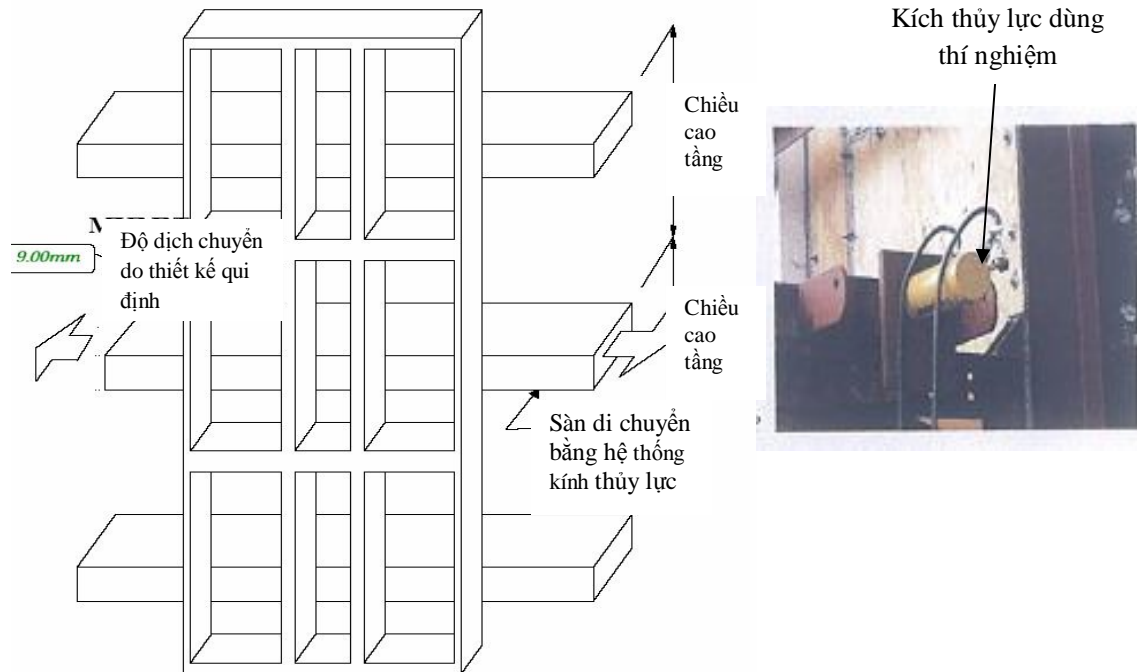 Kích thủy lực dùng
thí nghiệm
Chiều
cao
tầng
9.00mm
Độ dịch chuyển
do thiết kế qui
định
Chiều
cao
tầng
Sàn di chuyển
bằng hệ thống
kính thủy lực